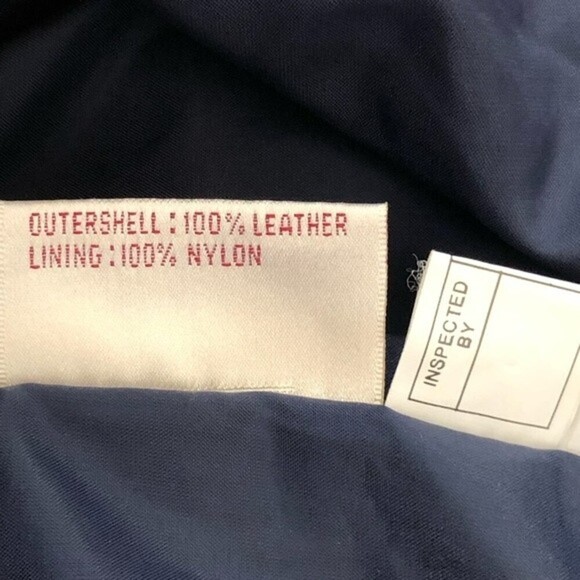 OUTERSHELL : 100% LEATHER
LINING : 100% NYLON
INSPECTED
BY